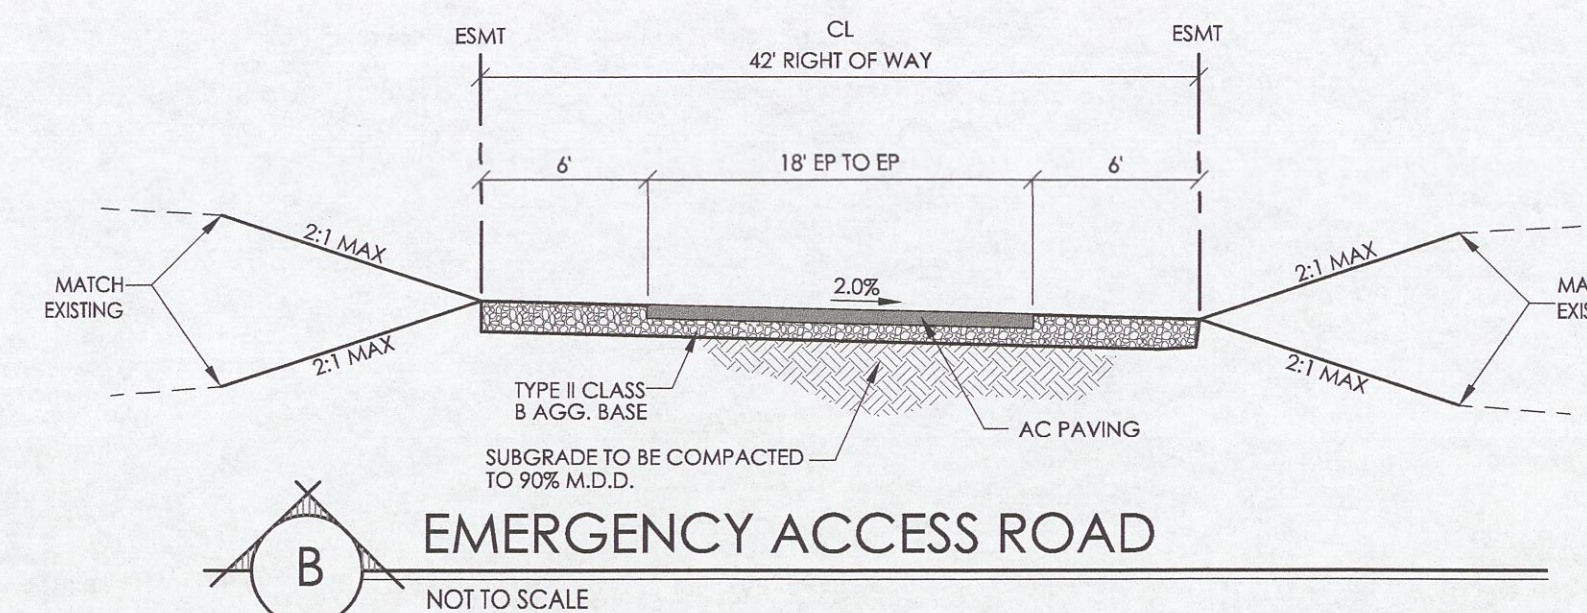 ESMT
CL
ESMT
42' RIGHT OF WAY
6'
18' EP TO EP
6'
2:1 MAX
2.0%
2:1 MAX
MATCH
EXISTING
2:1 MAX
2:1 MAX
TYPE II CLASS
B AGG. BASE
AC PAVING
SUBGRADE TO BE COMPACTED
TO 90% M.D.D.
EMERGENCY ACCESS ROAD
B
NOT TO SCALE